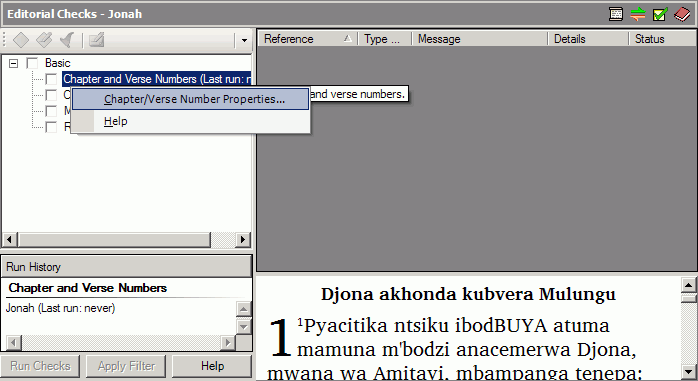 Editorial Checks - Jonah
Reference Type ... Message Details Status
Basic
Chapter and Verse Numbers (Last run:
Chapter/Verse Number Properties...
and verse numbers.
Help
Run History
Chapter and Verse Numbers
Jonah (Last run: never)
Run Checks Apply Filter Help
Djona akhonda kubvera Mulungu
1 1Pyacitika ntsiku ibodBUYA atuma
mamuna m'bodzi anacemerwa Djona,
mwana wa Amitayi, mbampanga tenepa: